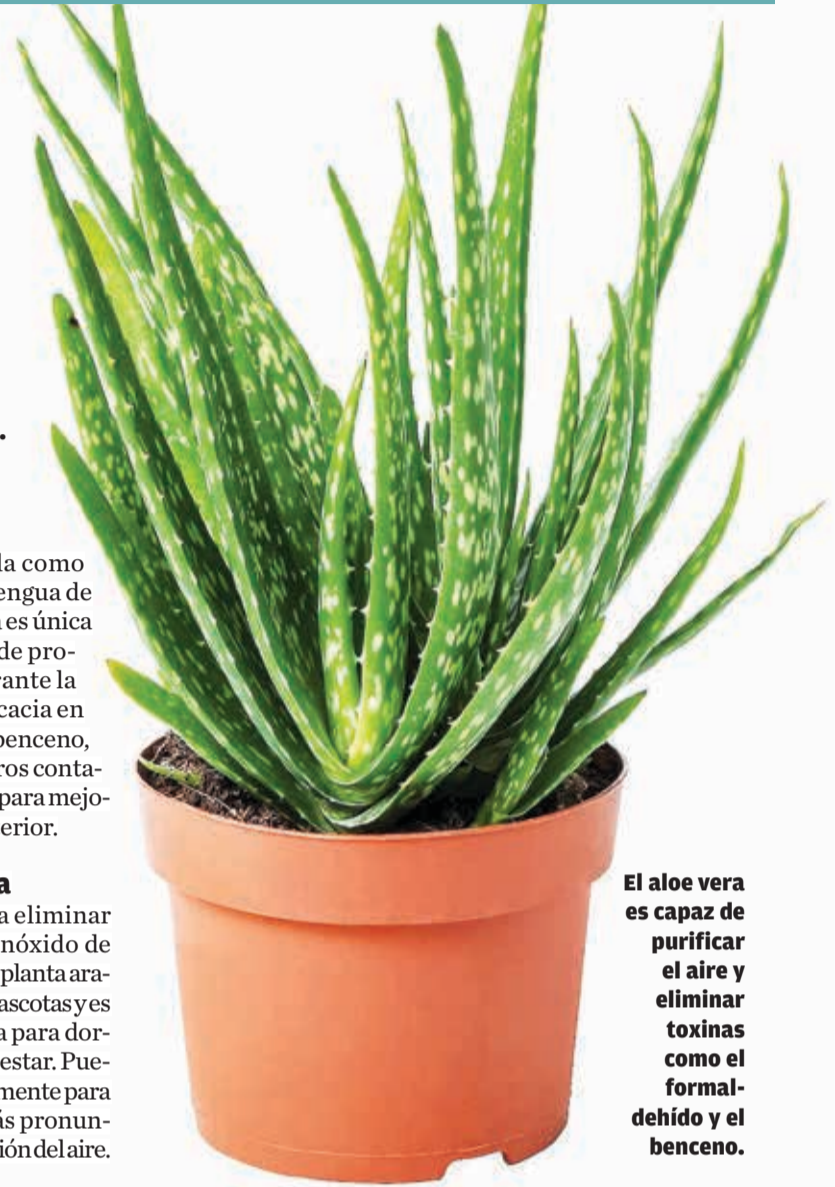 .
la como
engua de
es única
de pro-
rante la
cacia en
benceno,
ros conta-
para mejo-
erior.
a
a eliminar
nóxido de
planta ara-
ascotas y es
a para dor-
estar. Pue-
mente para
ás pronun-
ión del aire.
El aloe vera
es capaz de
purificar
el aire y
eliminar
toxinas
como el
formal-
dehído y el
benceno.